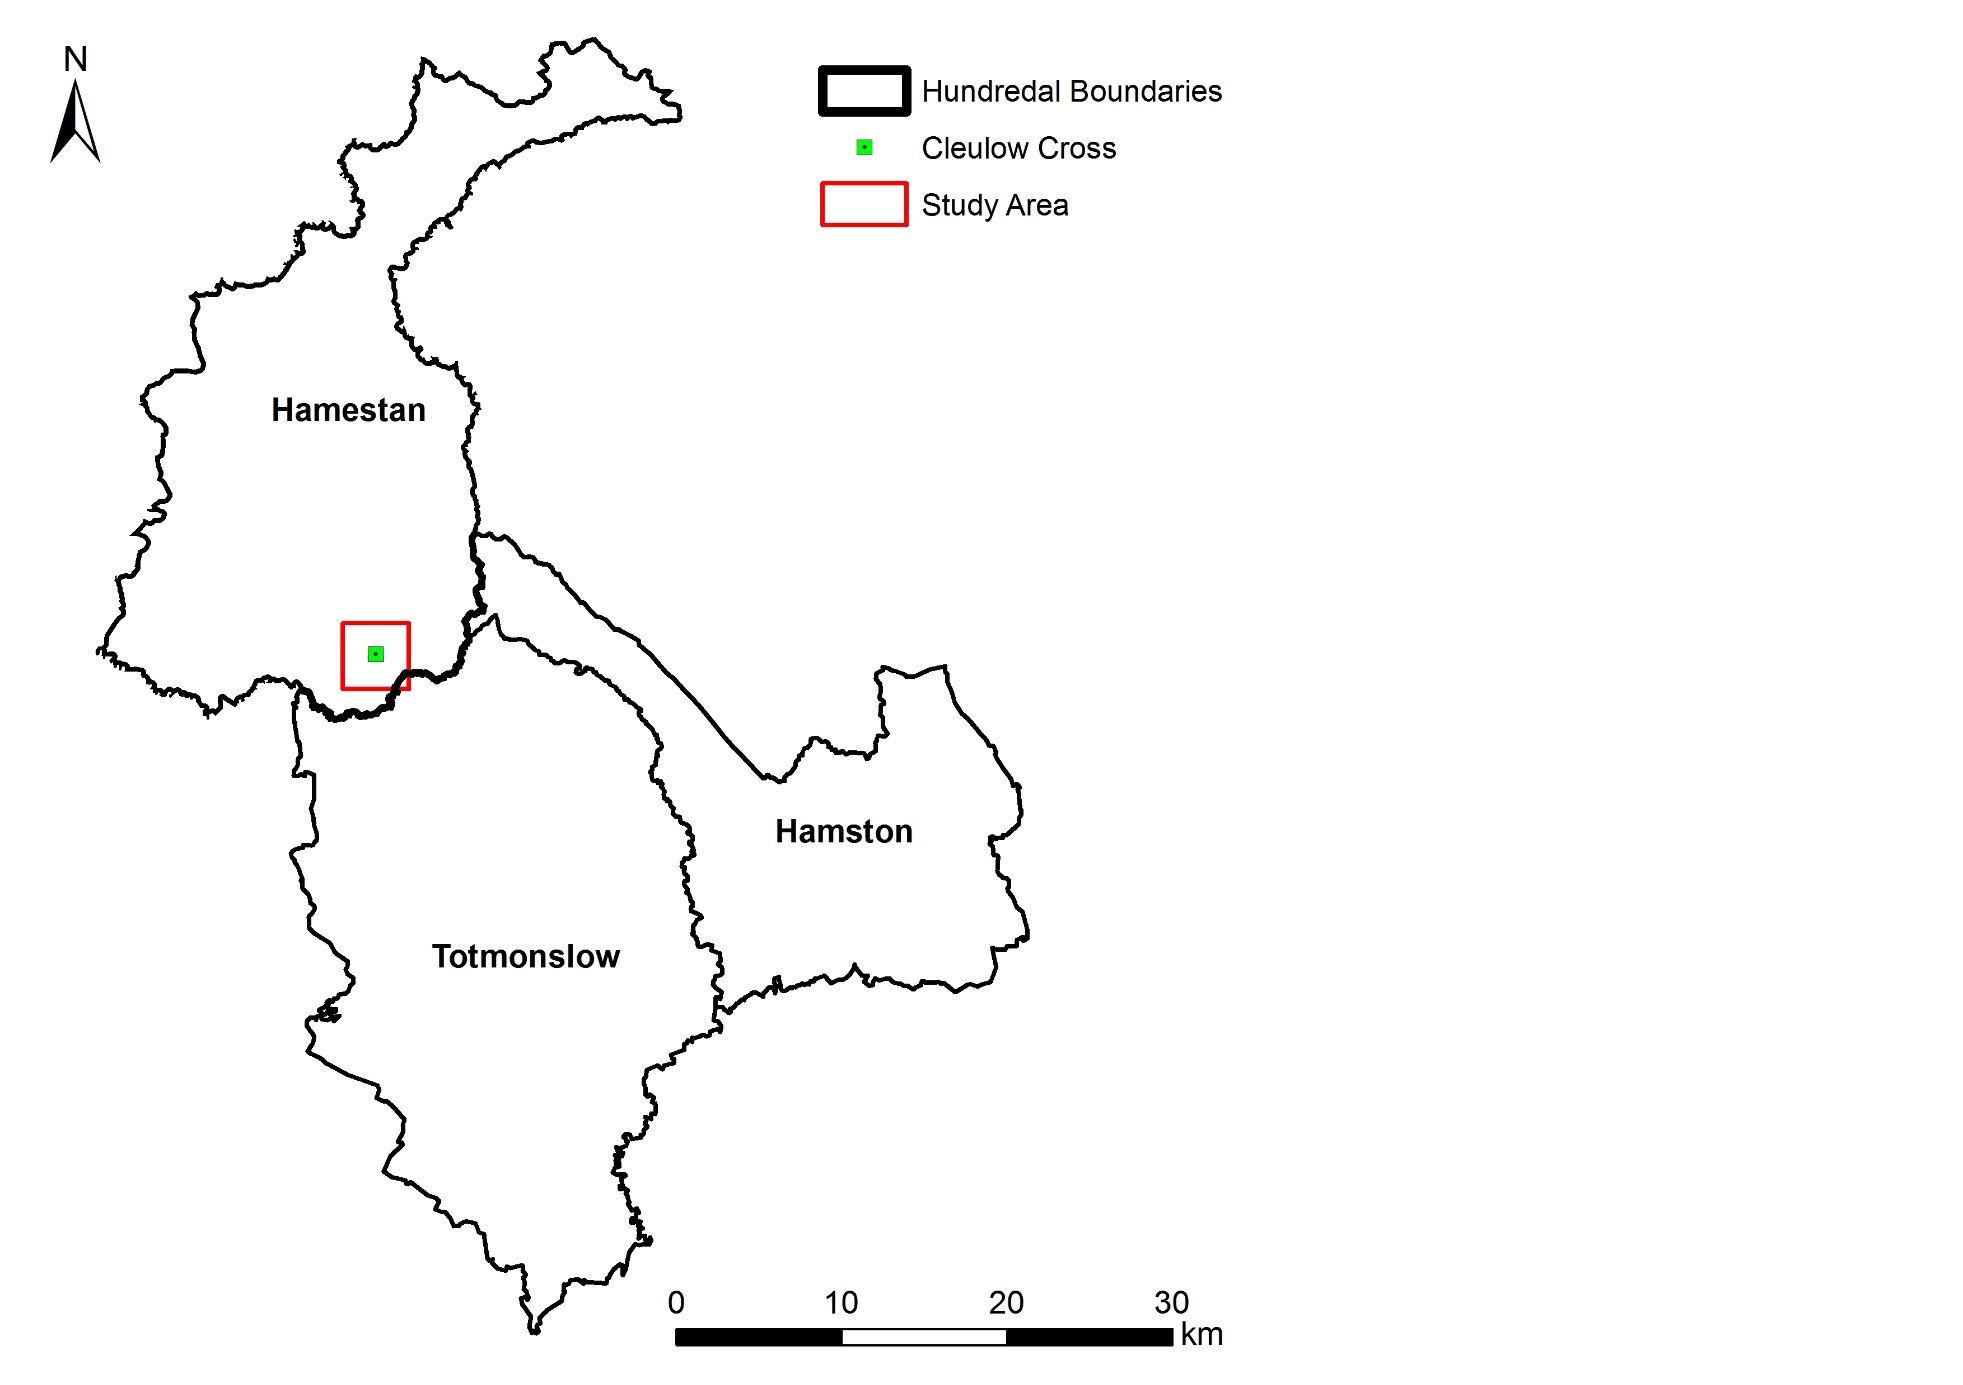 N
Hundredal Boundaries
Cleulow Cross
Study Area
Hamestan
Hamston
Totmonslow
0 10 20 30
km